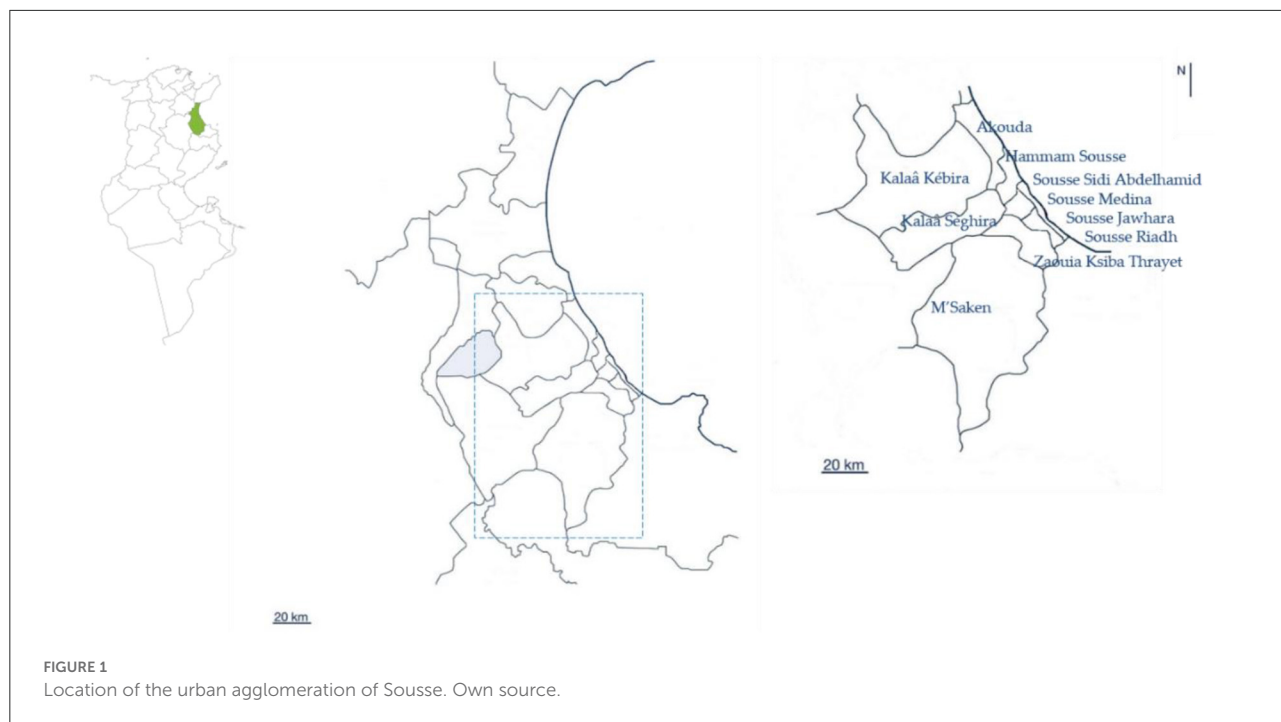 N
Akouda
Hammam Sousse
Kalaâ Kébira
Sousse Sidi Abdelhamid
Sousse Medina
Kalaâ Seghira
Sousse Jawhara
Sousse Riadh
Zaouia Ksiba Thrayet
M'Saken
20 km
20 km
FIGURE 1
Location of the urban agglomeration of Sousse. Own source.